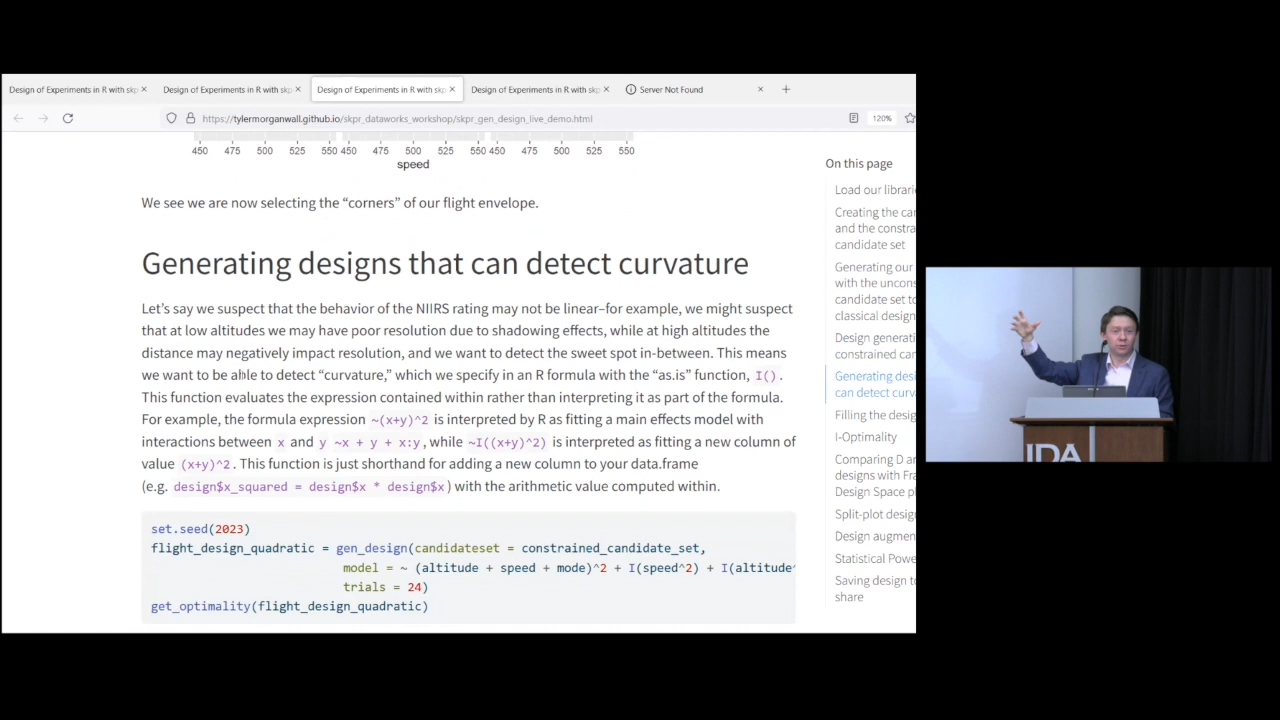 Design of Experiments in R with skp
Design of Experiments in R with skp
Design of Experiments in R with skp
Design of Experiments in R with skp
Server Not Found
https://tylermorganwall.github.io/skpr_dataworks_workshop/skpr_gen_design_live_demo.html
120%
450 475 500 525 550 450 475 500 525 550 450 475 500 525 550
speed
We see we are now selecting the “corners” of our flight envelope.
Generating designs that can detect curvature
Let’s say we suspect that the behavior of the NIIRS rating may not be linear–for example, we might suspect
that at low altitudes we may have poor resolution due to shadowing effects, while at high altitudes the
distance may negatively impact resolution, and we want to detect the sweet spot in-between. This means
we want to be able to detect “curvature,” which we specify in an R formula with the “as.is” function, I().
This function evaluates the expression contained within rather than interpreting it as part of the formula.
For example, the formula expression ~(x+y)^2 is interpreted by R as fitting a main effects model with
interactions between x and y ~x + y + x:y, while ~I((x+y)^2) is interpreted as fitting a new column of
value (x+y)^2. This function is just shorthand for adding a new column to your data.frame
(e.g. design$x_squared = design$x * design$x) with the arithmetic value computed within.
set.seed(2023)
flight_design_quadratic = gen_design(candidateset = constrained_candidate_set,
model = ~ (altitude + speed + mode)^2 + I(speed^2) + I(altitude^
trials = 24)
get_optimality(flight_design_quadratic)
On this page
Load our librari
Creating the car
and the constra
candidate set
Generating our
with the uncons
candidate set to
classical design
Design generati
constrained can
Generating desi
can detect curv
Filling the desig
I-Optimality
Comparing D ar
designs with Fra
Design Space pl
Split-plot design
Design augmen
Statistical Powe
Saving design to
share
IDA